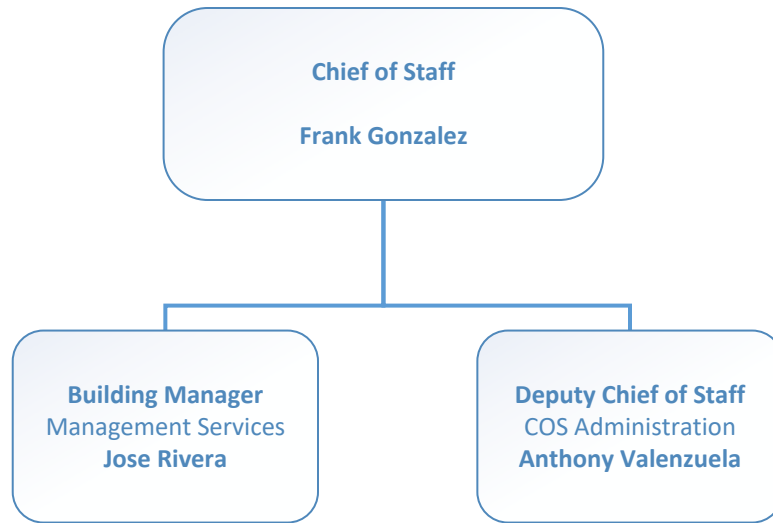 Chief of Staff
Frank Gonzalez
Building Manager
Management Services
Jose Rivera
Deputy Chief of Staff
COS Administration
Anthony Valenzuela